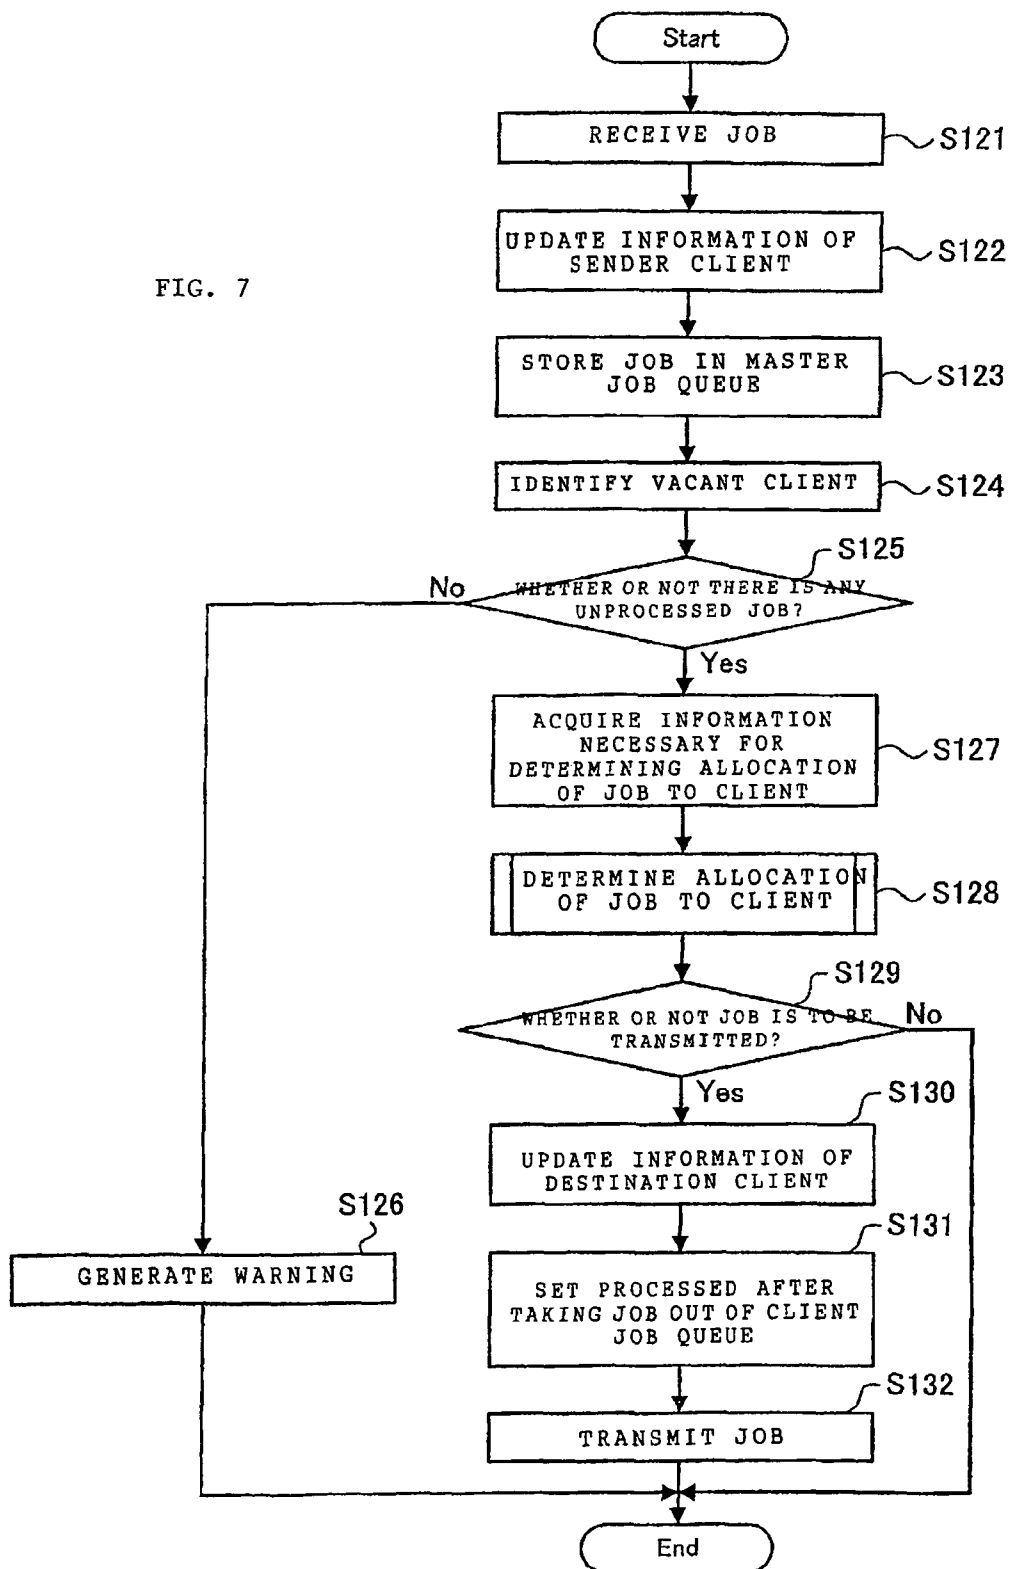 Start
RECEIVE JOB
S121
UPDATE INFORMATION OF
SENDER CLIENT
S122
FIG. 7
STORE JOB IN MASTER
JOB QUEUE
S123
IDENTIFY VACANT CLIENT
S124
S125
No
WHETHER OR NOT THERE IS ANY
UNPROCESSED JOB?
Yes
ACQUIRE INFORMATION
NECESSARY FOR
DETERMINING ALLOCATION
OF JOB TO CLIENT
S127
DETERMINE ALLOCATION
OF JOB TO CLIENT
S128
S129
WHETHER OR NOT JOB IS TO BE
TRANSMITTED?
No
Yes
S130
UPDATE INFORMATION OF
DESTINATION CLIENT
S126
GENERATE WARNING
S131
SET PROCESSED AFTER
TAKING JOB OUT OF CLIENT
JOB QUEUE
S132
TRANSMIT JOB
End